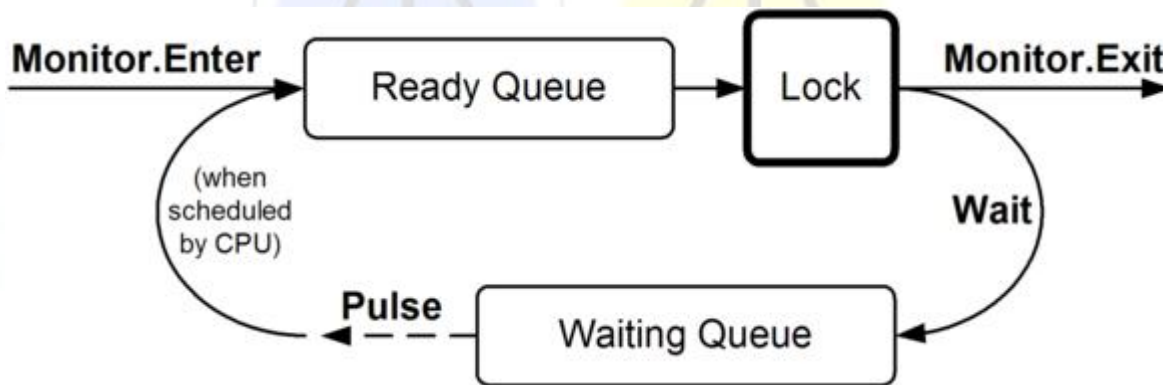 Monitor.Enter
Ready Queue
Lock
Monitor.Exit
(when
scheduled
by CPU)
Wait
Pulse
Waiting Queue